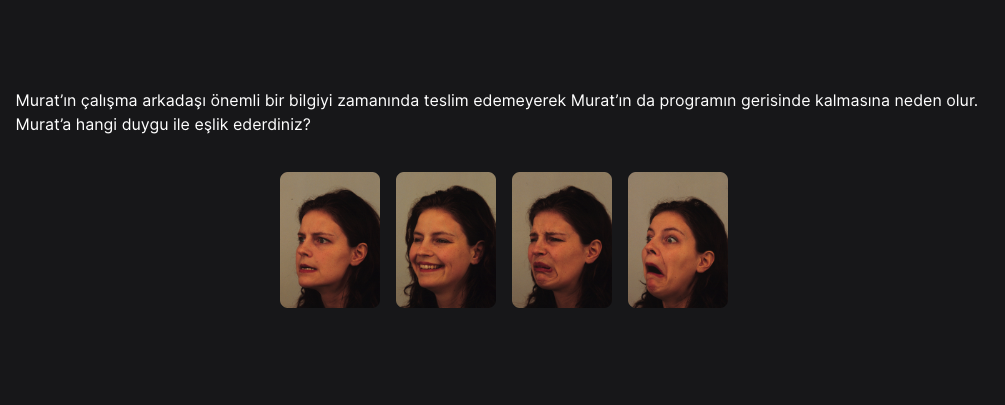 Murat’ın çalışma arkadaşı önemli bir bilgiyi zamanında teslim edemeyerek Murat’ın da programın gerisinde kalmasına neden olur.
Murat’a hangi duygu ile eşlik ederdiniz?